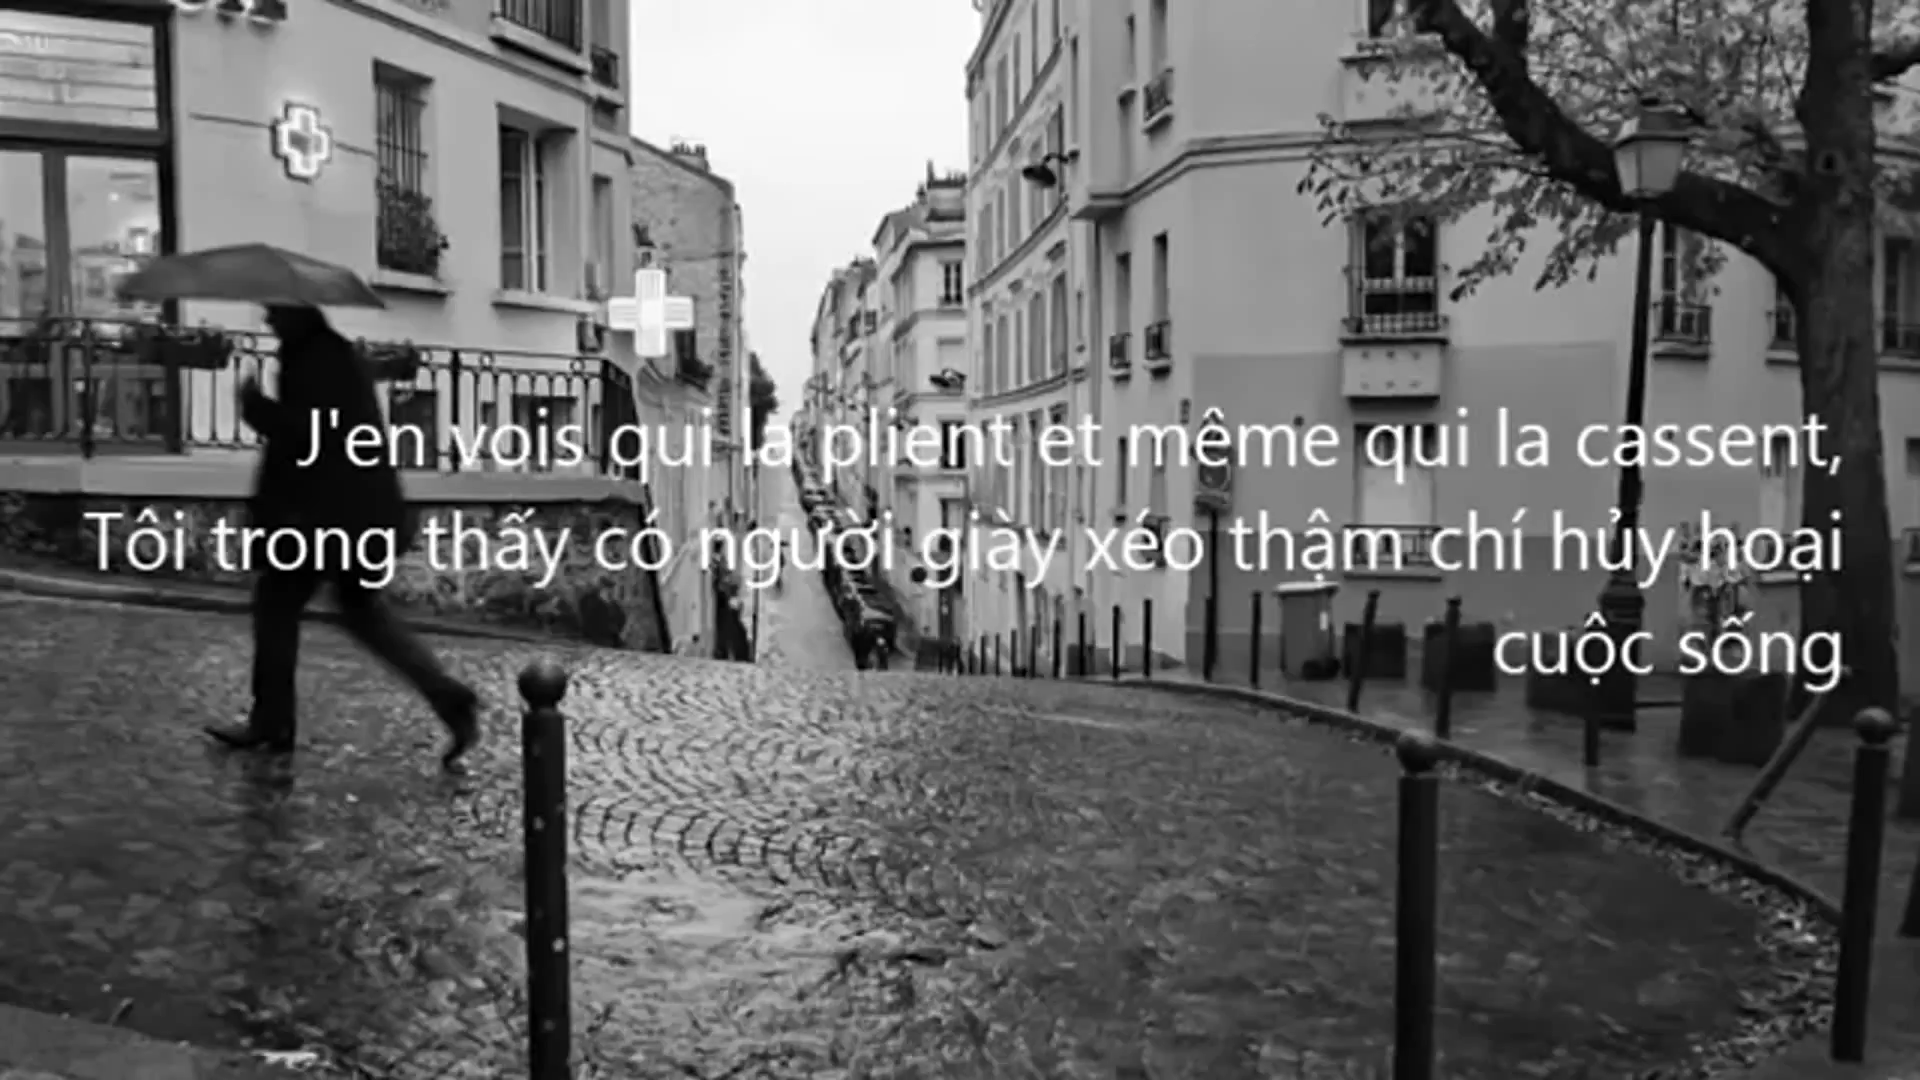 J'en vois qui la plient et même qui la cassent,
Tôi trong thấy có người giày xéo thậm chí hủy hoại
cuộc sống